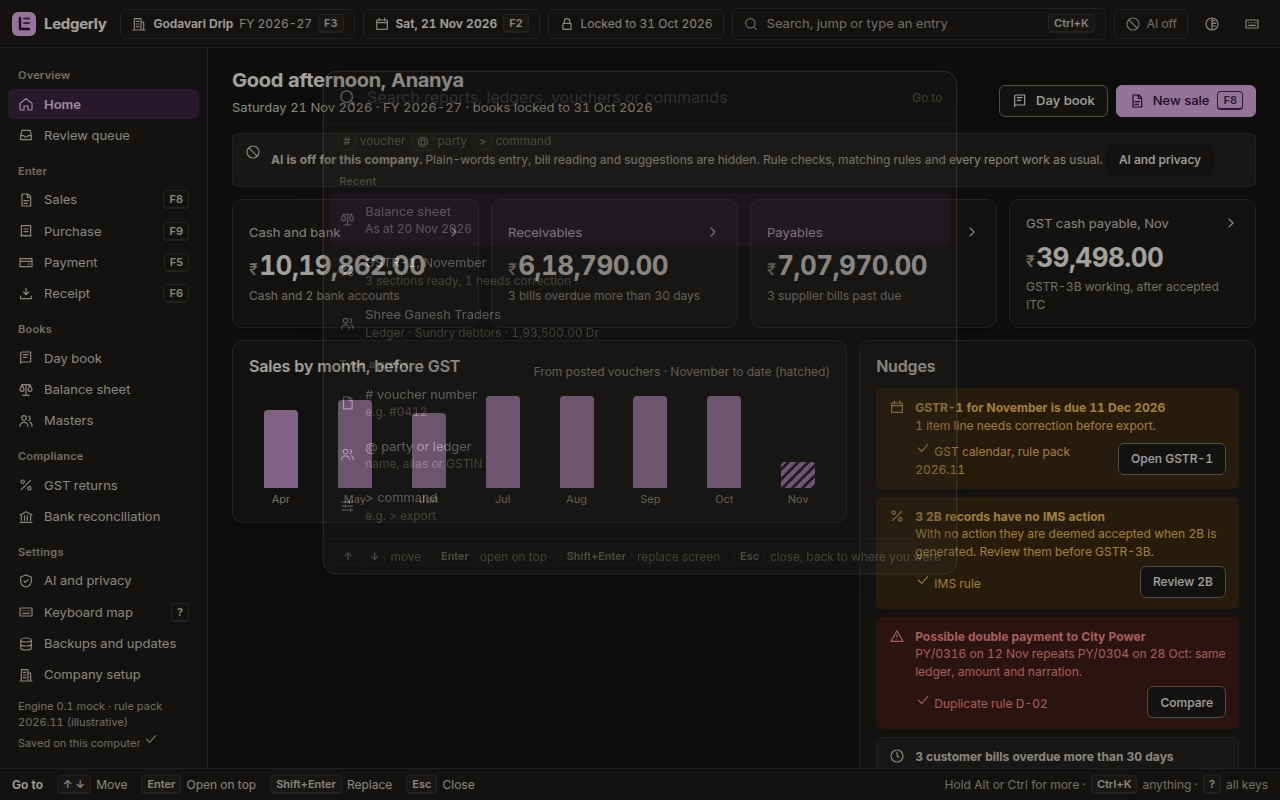 Ledgerly
Godavari Drip FY 2026-27 F3
Sat, 21 Nov 2026 F2
Locked to 31 Oct 2026
Search, jump or type an entry Ctrl+K
AI off
Overview
Home
Review queue
Enter
Sales F8
Purchase F9
Payment F5
Receipt F6
Books
Day book
Balance sheet
Masters
Compliance
GST returns
Bank reconciliation
Settings
AI and privacy
Keyboard map ?
Backups and updates
Company setup
Engine 0.1 mock · rule pack
2026.11 (illustrative)
Saved on this computer
Good afternoon, Ananya
Saturday 21 Nov 2026 · FY 2026-27 · books locked to 31 Oct 2026
Day book
New sale F8
AI is off for this company. Plain-words entry, bill reading and suggestions are hidden. Rule checks, matching rules and every report work as usual.
AI and privacy
Cash and bank
₹10,19,862.00
Cash and 2 bank accounts
Receivables
₹6,18,790.00
3 bills overdue more than 30 days
Payables
₹7,07,970.00
3 supplier bills past due
GST cash payable, Nov
₹39,498.00
GSTR-3B working, after accepted
ITC
Sales by month, before GST
From posted vouchers · November to date (hatched)
Apr May Jun Jul Aug Sep Oct Nov
Nudges
GSTR-1 for November is due 11 Dec 2026
1 item line needs correction before export.
GST calendar, rule pack
2026.11
Open GSTR-1
3 2B records have no IMS action
With no action they are deemed accepted when 2B is
generated. Review them before GSTR-3B.
IMS rule
Review 2B
Possible double payment to City Power
PY/0316 on 12 Nov repeats PY/0304 on 28 Oct: same
ledger, amount and narration.
Duplicate rule D-02
Compare
3 customer bills overdue more than 30 days
Search reports, ledgers, vouchers or commands
Go to
# voucher @ party > command
Recent
Balance sheet
As at 20 Nov 2026
GSTR-1, November
3 sections ready, 1 needs correction
Shree Ganesh Traders
Ledger · Sundry debtors · 1,93,500.00 Dr
# voucher number
e.g. #0412
@ party or ledger
name, alias or GSTIN
> command
e.g. > export
↑ ↓ move Enter open on top Shift+Enter replace screen Esc close, back to where you were
Go to ↑↓ Move Enter Open on top Shift+Enter Replace Esc Close
Hold Alt or Ctrl for more · Ctrl+K anything · ? all keys